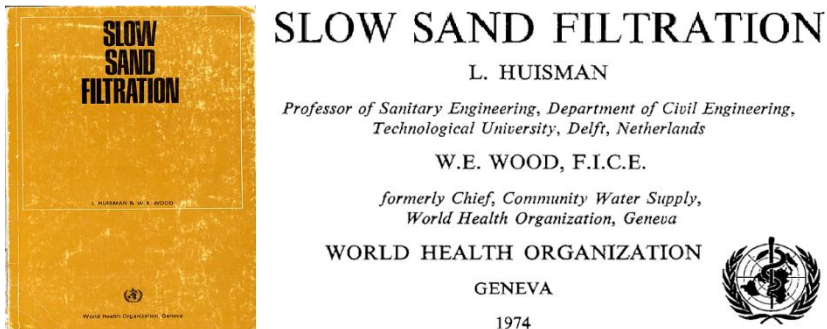 SLOW
SAND
FILTRATION
L. HUISMAN & W. E. WOOD
World Health Organization, Geneva
SLOW SAND FILTRATION
L. HUISMAN
Professor of Sanitary Engineering, Department of Civil Engineering,
Technological University, Delft, Netherlands
W.E. WOOD, F.I.C.E.
formerly Chief, Community Water Supply,
World Health Organization, Geneva
WORLD HEALTH ORGANIZATION
GENEVA
1974